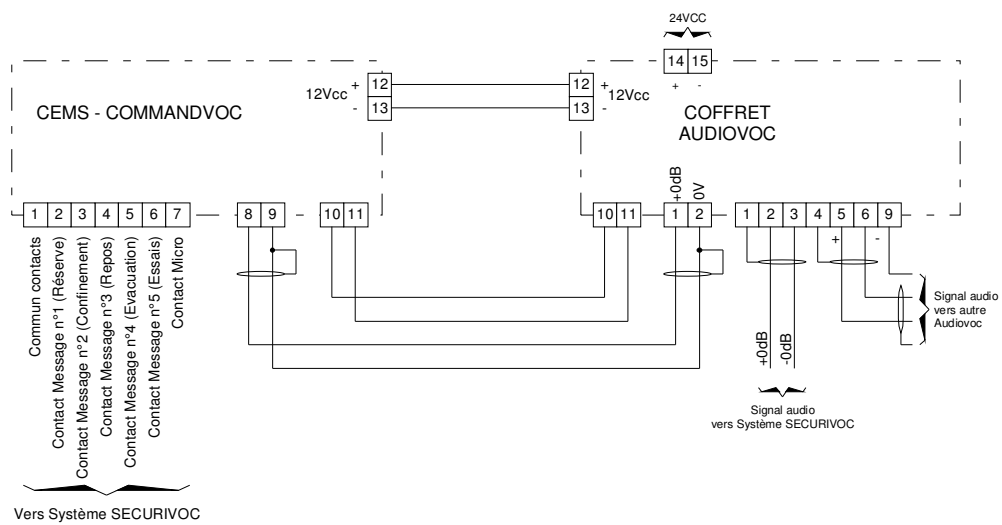 24VCC
14 15
+ -
12 12
+ +
12Vcc 12Vcc
- -
13 13
CEMS - COMMANDVOC
COFFRET
AUDIOVOC
+0dB
0V
1 2 3 4 5 6 7
8 9
10 11
10 11
1 2
1 2 3 4 5 6 9
+ -
Commun contacts
Contact Message n°1 (Réserve)
Contact Message n°2 (Confinement)
Contact Message n°3 (Repos)
Contact Message n°4 (Evacuation)
Contact Message n°5 (Essais)
Contact Micro
Signal audio
vers autre
Audiovoc
+0dB
-0dB
Signal audio
vers Système SECURIVOC
Vers Système SECURIVOC